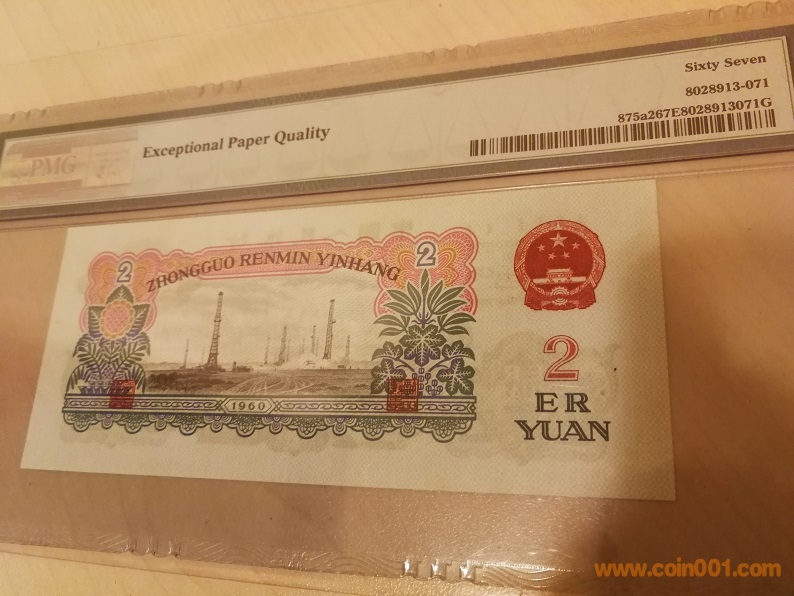 Sixty Seven
8028913-071
875a267E8028913071G
PMG
Exceptional Paper Quality
2
2
ZHONGGUO RENMIN YINHANG
1960
2
ER
YUAN
www.coin001.com